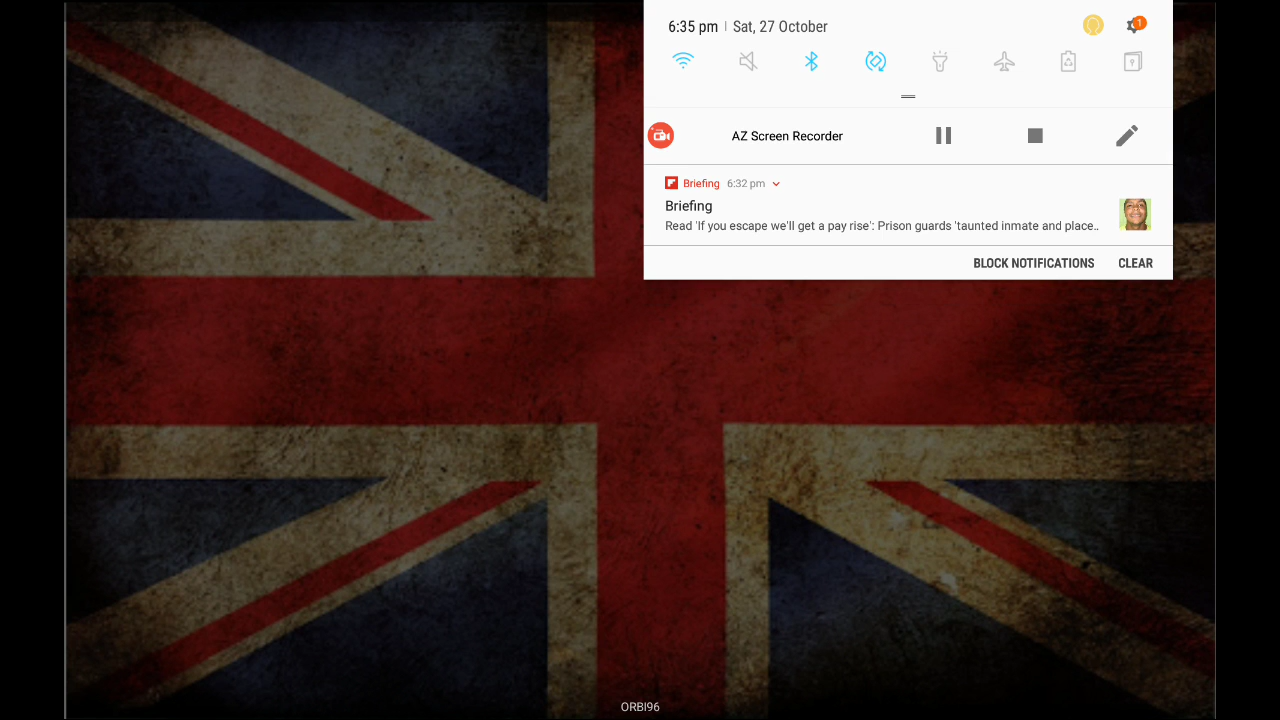 6:35 pm | Sat, 27 October
1
AZ Screen Recorder
Briefing 6:32 pm
Briefing
Read 'If you escape we'll get a pay rise': Prison guards 'taunted inmate and place..
BLOCK NOTIFICATIONS CLEAR
ORBI96